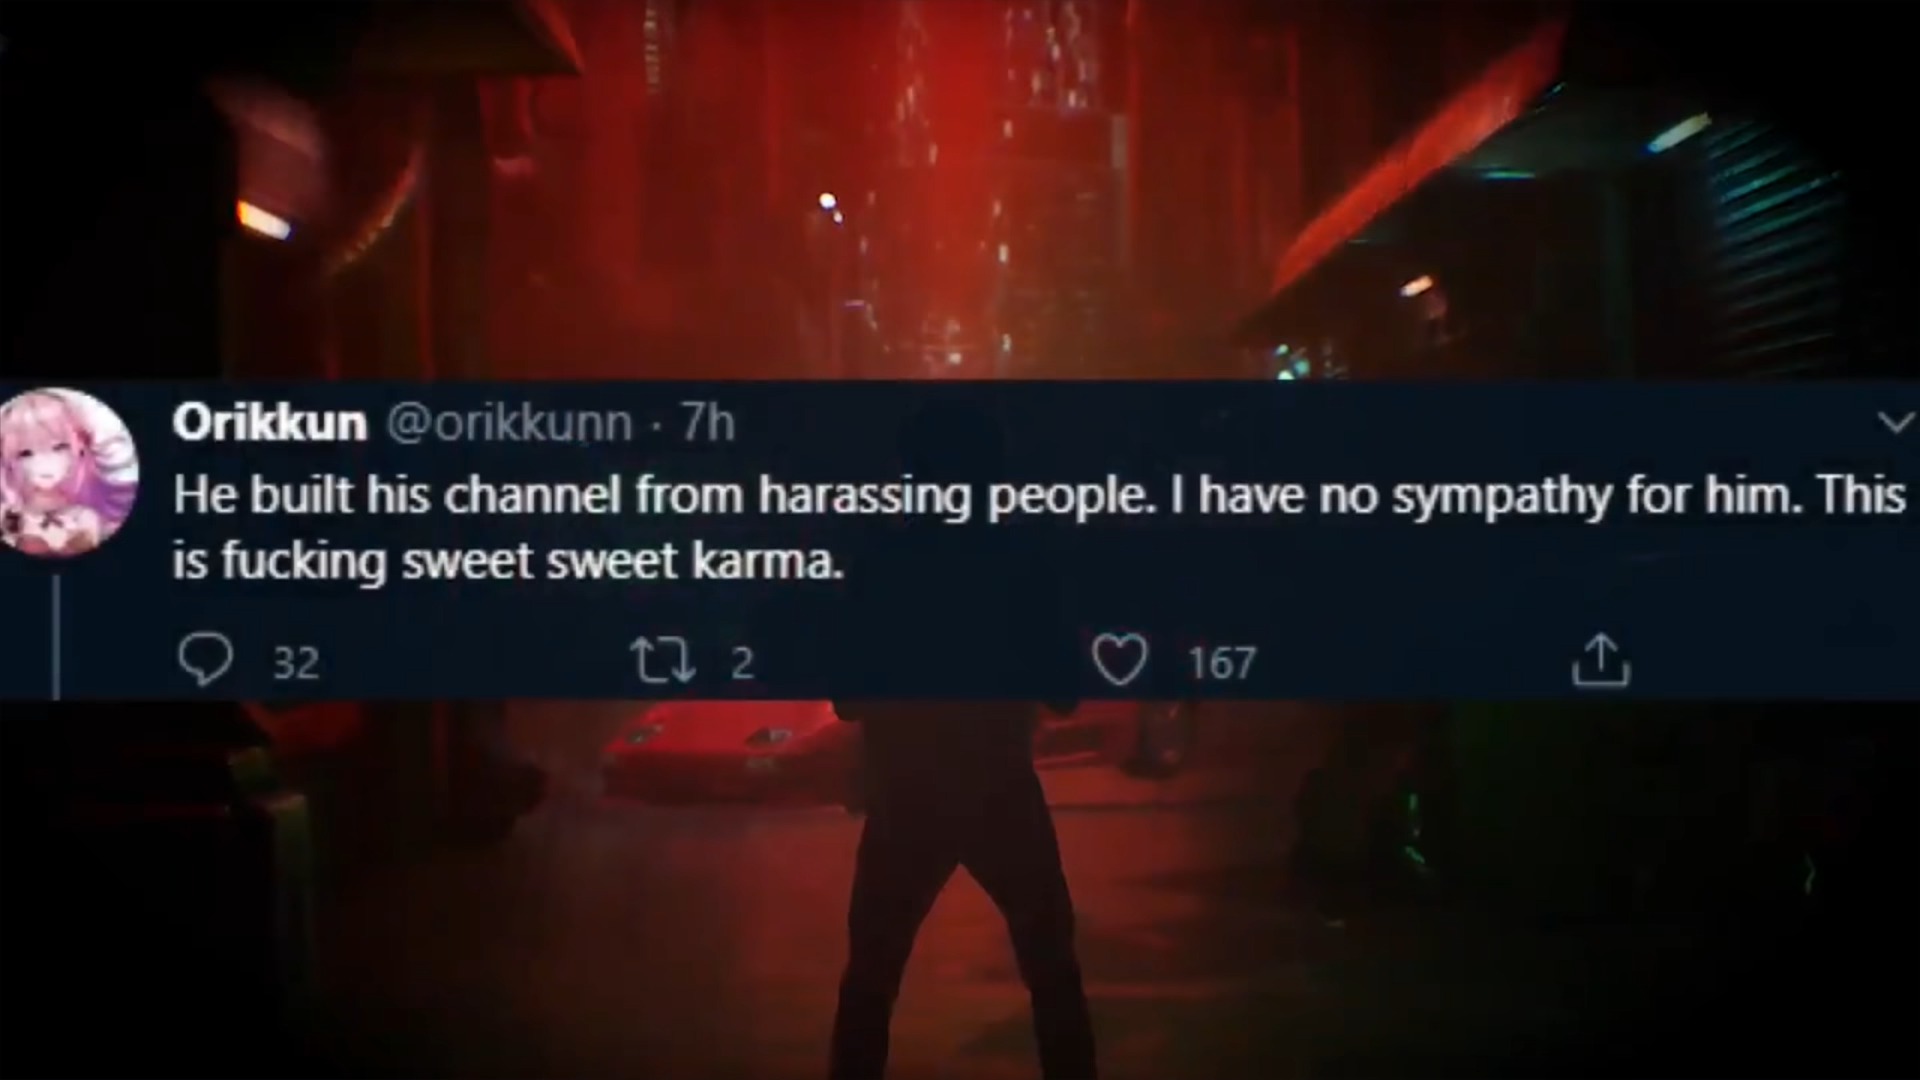 Orikkun @orikkunn · 7h
He built his channel from harassing people. I have no sympathy for him. This
is fucking sweet sweet karma.
32 2 167